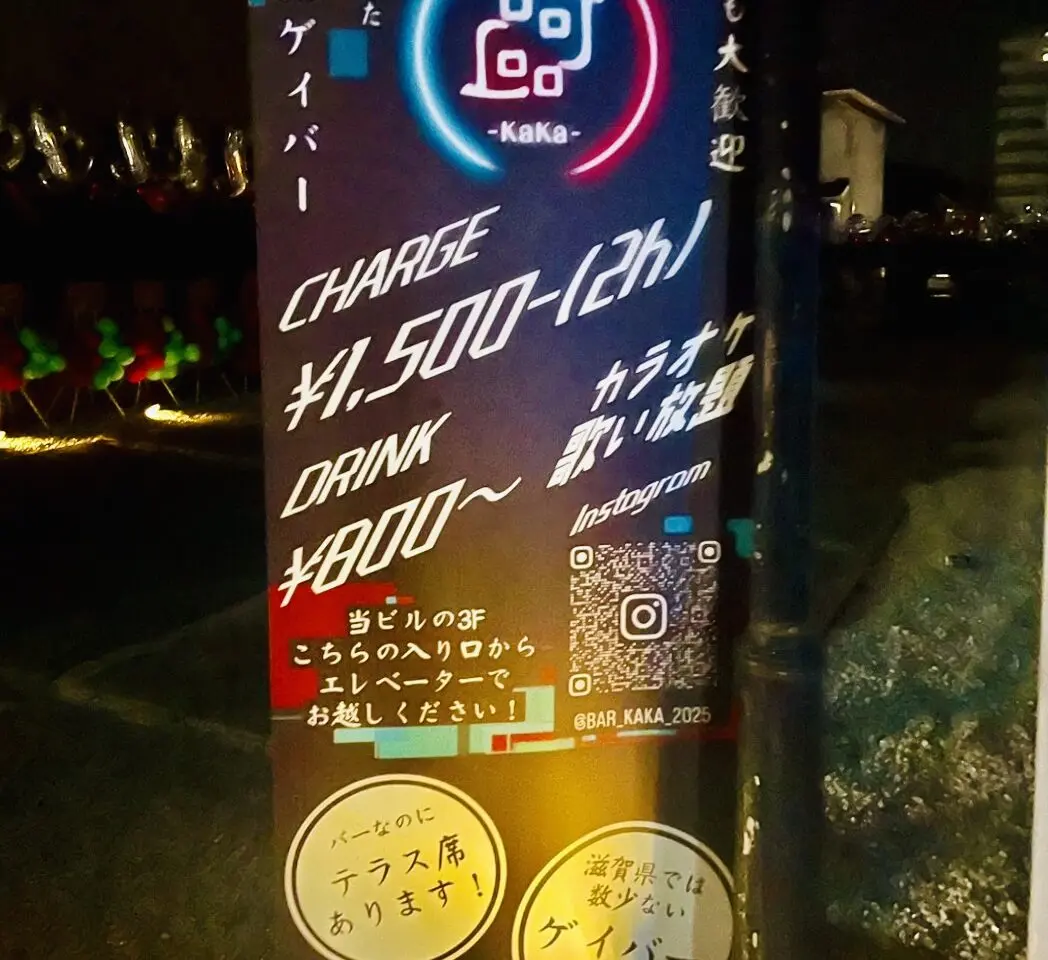 ゲイバー
た
も大歓迎
-KaKa-
CHARGE
¥1,500-(2h)
DRINK
¥800～
カラオケ
歌い放題
Instagram
@BAR_KAKA_2025
当ビルの3F
こちらの入り口から
エレベーターで
お越しください！
バーなのに
テラス席
あります！
滋賀県では
数少ない
ゲイバー